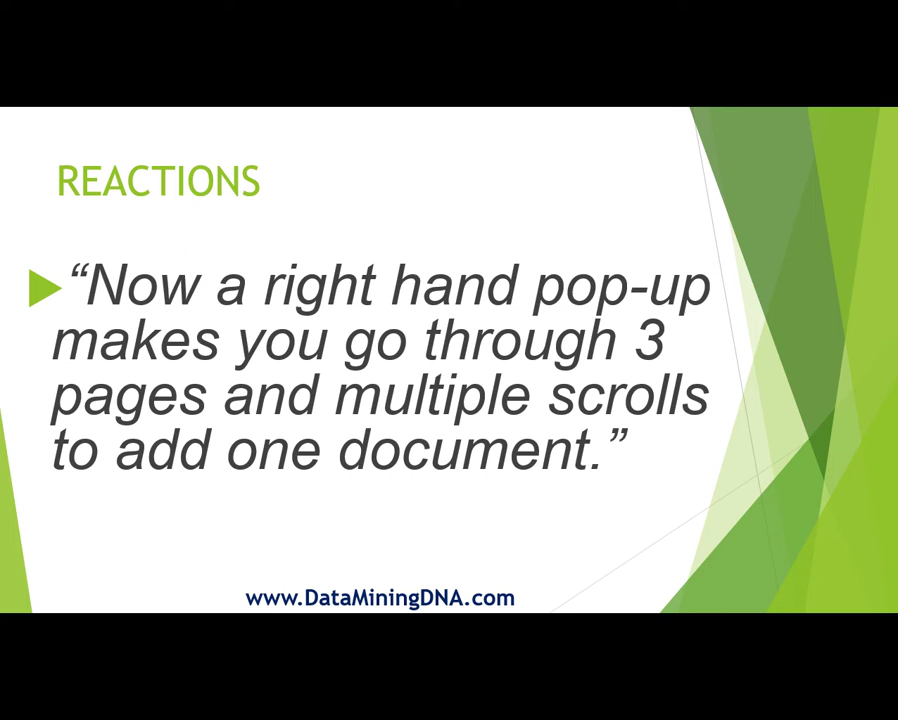 REACTIONS
“Now a right hand pop-up
makes you go through 3
pages and multiple scrolls
to add one document.”
www.DataMiningDNA.com